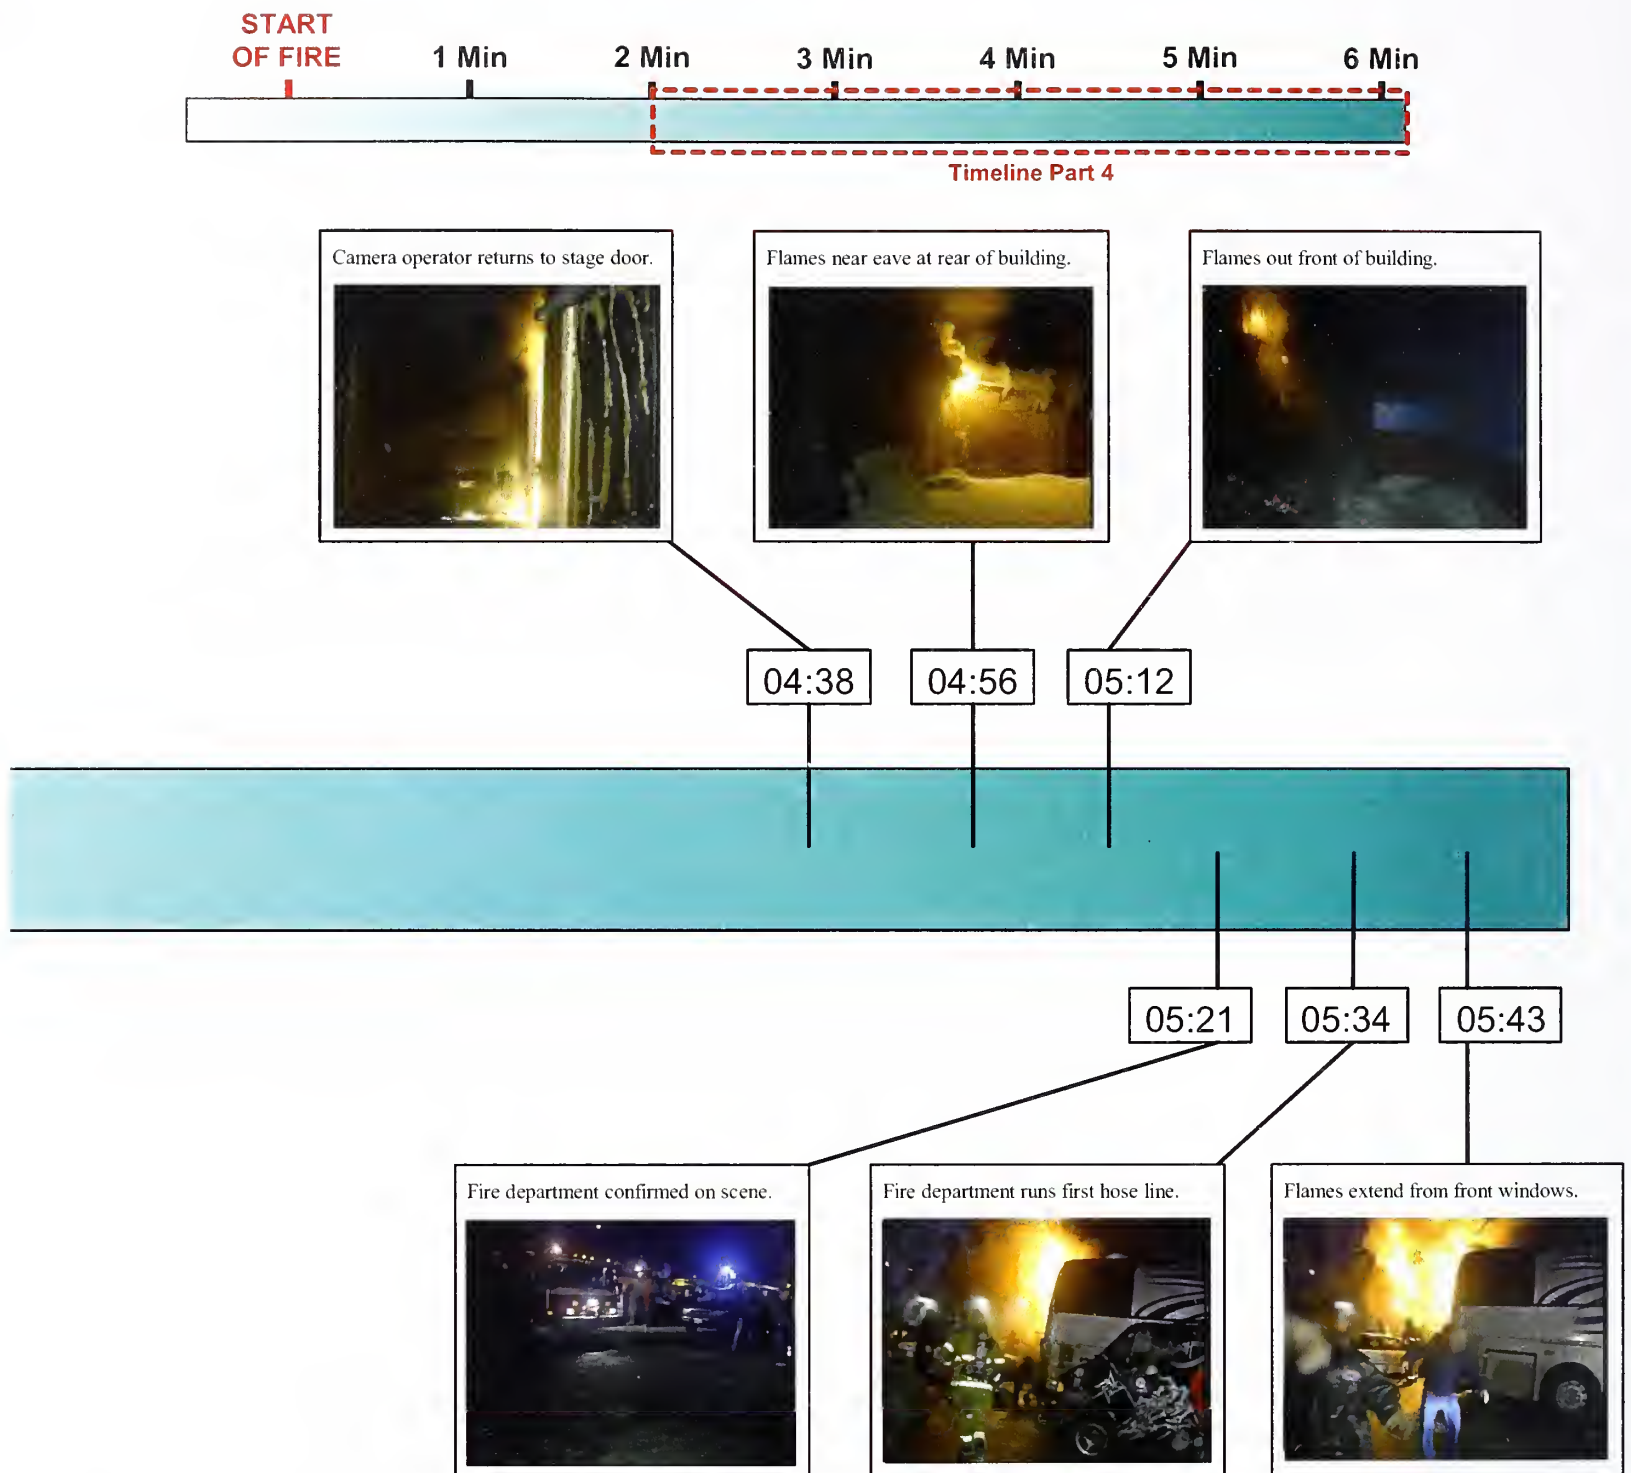 START
OF FIRE
1 Min
2 Min
3 Min
4 Min
5 Min
6 Min
Timeline Part 4
Camera operator returns to stage door.
Flames near eave at rear of building.
Flames out front of building.
04:38
04:56
05:12
05:21
05:34
05:43
Fire department confirmed on scene.
Fire department runs first hose line.
Flames extend from front windows.